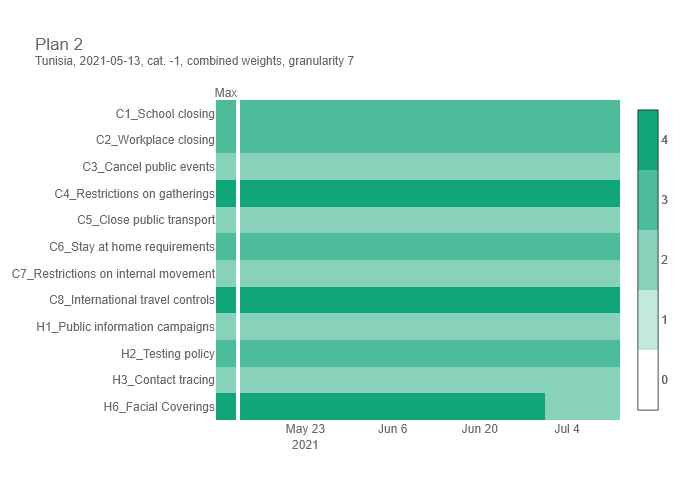 Plan 2
Tunisia, 2021-05-13, cat. -1, combined weights, granularity 7
Max
C1_School closing
C2_Workplace closing
C3_Cancel public events
C4_Restrictions on gatherings
C5_Close public transport
C6_Stay at home requirements
C7_Restrictions on internal movement
C8_International travel controls
H1_Public information campaigns
H2_Testing policy
H3_Contact tracing
H6_Facial Coverings
May 23
2021
Jun 6
Jun 20
Jul 4
4
3
2
1
0